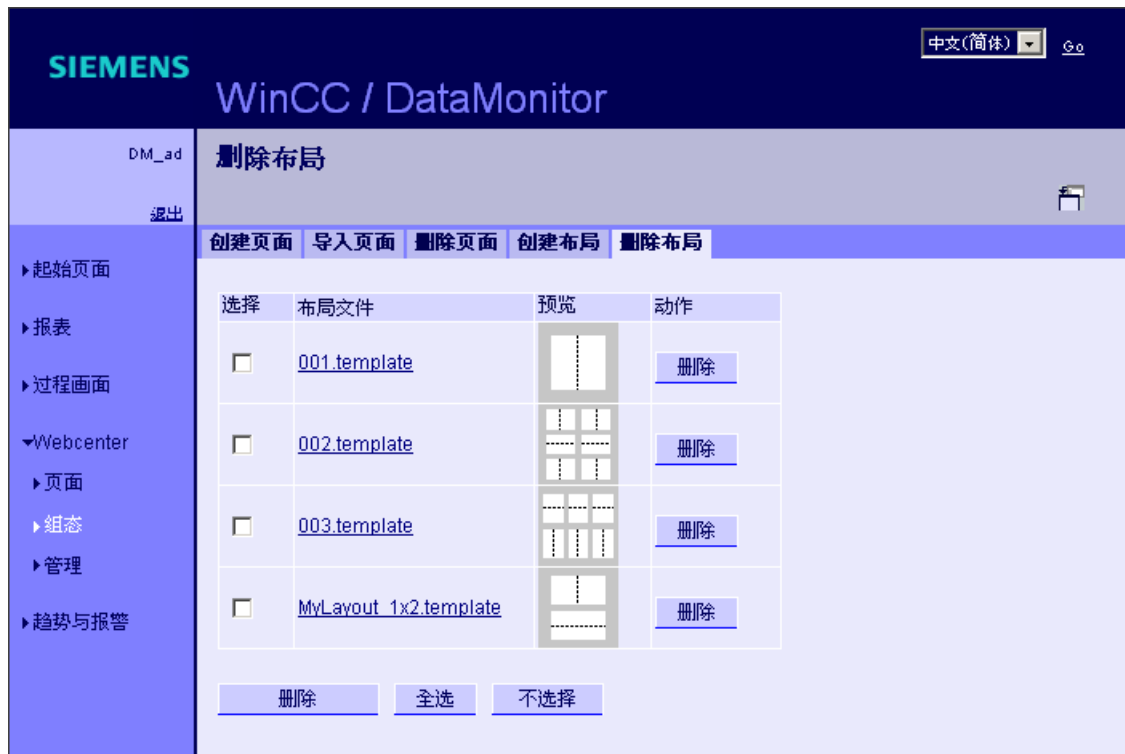 SIEMENS
中文(简体)
Go
WinCC / DataMonitor
DM_ad
退出
删除布局
创建页面 导入页面 删除页面 创建布局 删除布局
起始页面
报表
过程画面
Webcenter
页面
组态
管理
趋势与报警
选择 布局文件 预览 动作
001.template 删除
002.template 删除
003.template 删除
MyLayout_1x2.template 删除
删除 全选 不选择